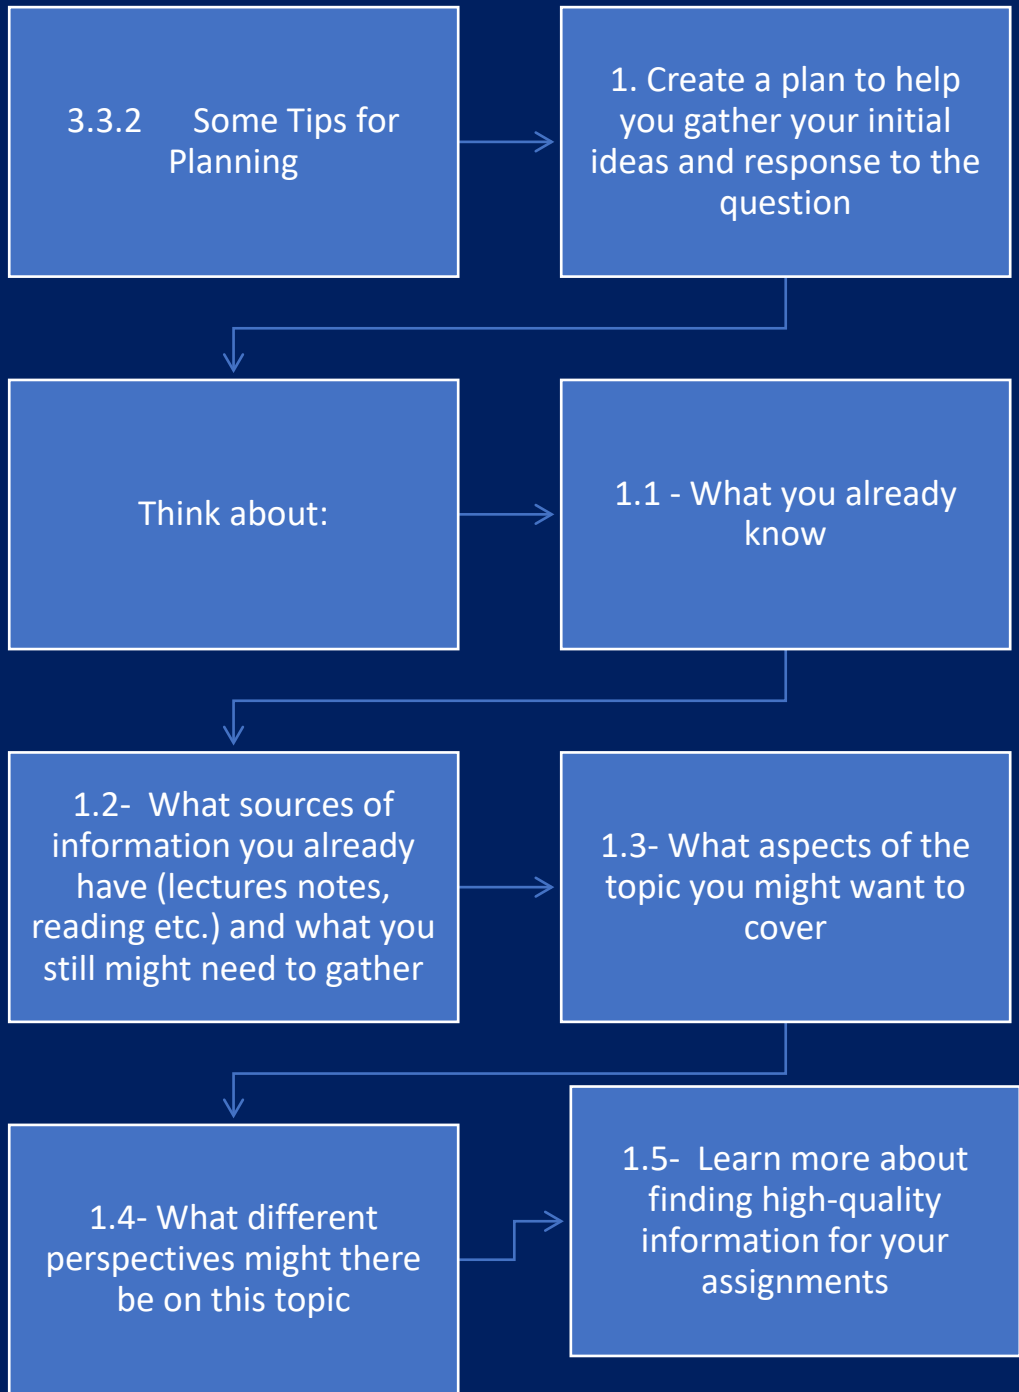 3.3.2 Some Tips for
Planning
1. Create a plan to help
you gather your initial
ideas and response to the
question
Think about:
1.1 - What you already
know
1.2- What sources of
information you already
have (lectures notes,
reading etc.) and what you
still might need to gather
1.3- What aspects of the
topic you might want to
cover
1.4- What different
perspectives might there
be on this topic
1.5- Learn more about
finding high-quality
information for your
assignments